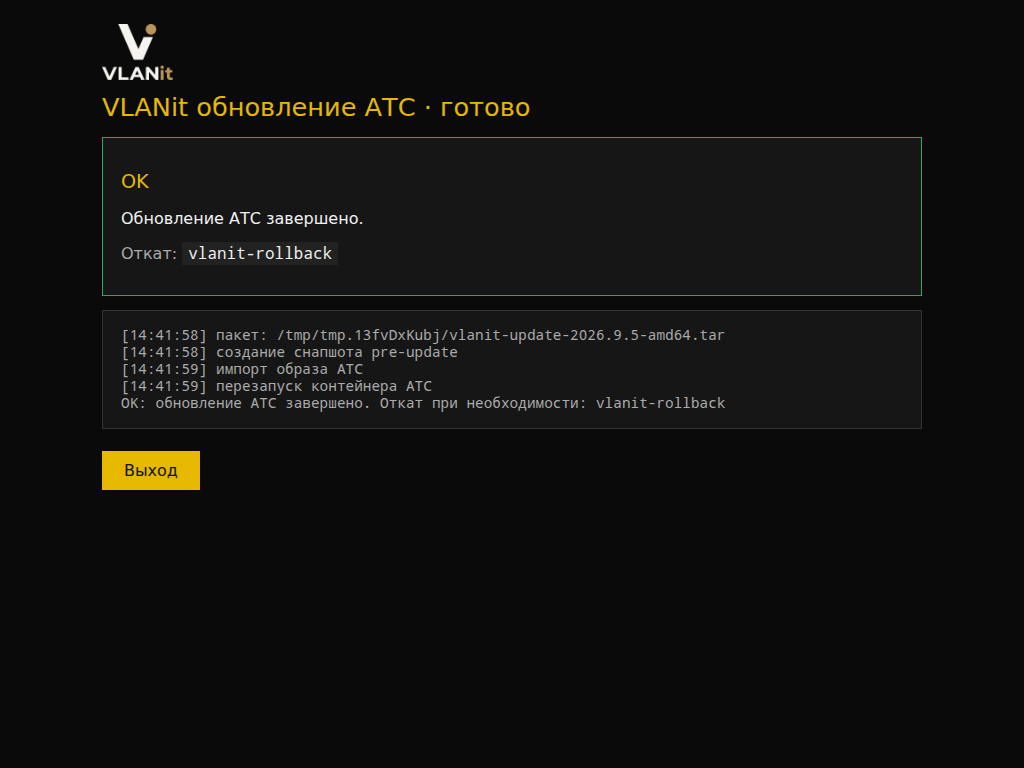 VLANit
VLANit обновление АТС · готово
OK
Обновление АТС завершено.
Откат: vlanit-rollback
[14:41:58] пакет: /tmp/tmp.13fvDxKubj/vlanit-update-2026.9.5-amd64.tar
[14:41:58] создание снапшота pre-update
[14:41:59] импорт образа АТС
[14:41:59] перезапуск контейнера АТС
OK: обновление АТС завершено. Откат при необходимости: vlanit-rollback
Выход